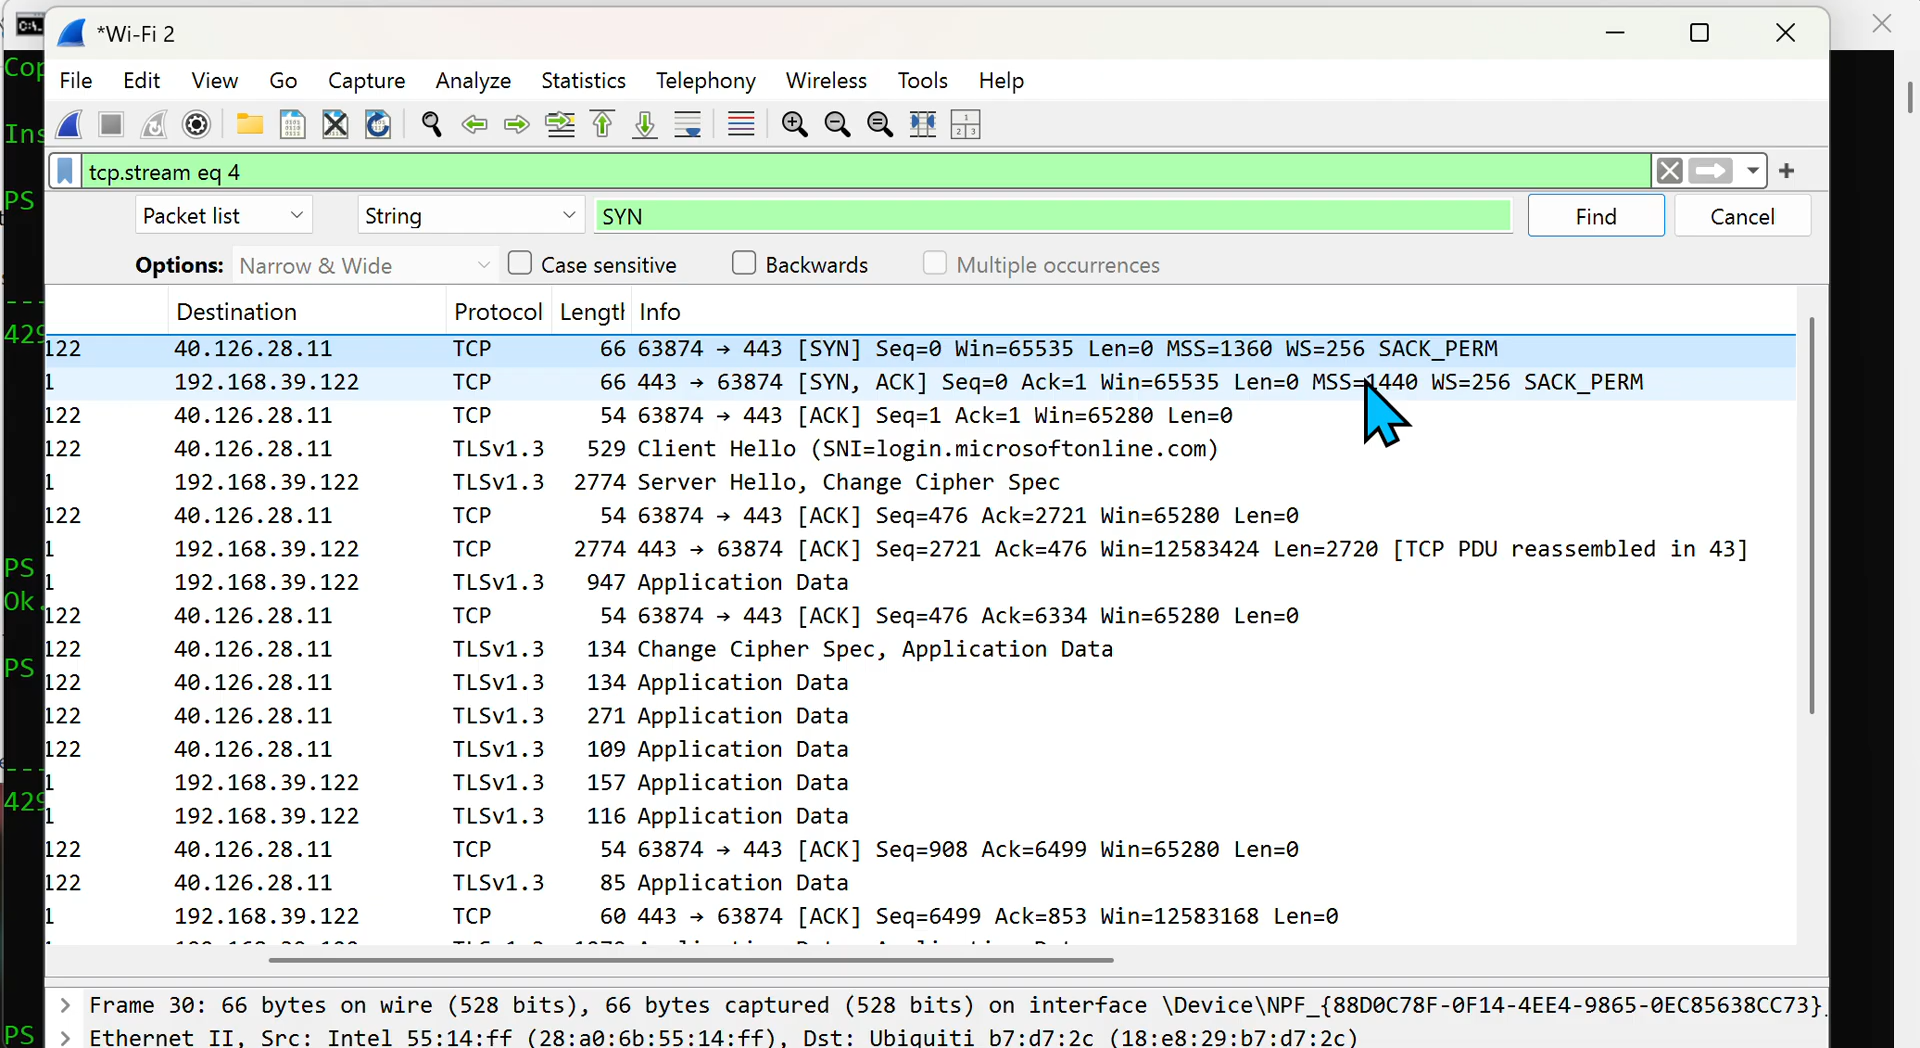 *Wi-Fi 2
File Edit View Go Capture Analyze Statistics Telephony Wireless Tools Help
tcp.stream eq 4
Packet list String SYN Find Cancel
Options: Narrow & Wide Case sensitive Backwards Multiple occurrences
Destination Protocol Length Info
122 40.126.28.11 TCP 66 63874 → 443 [SYN] Seq=0 Win=65535 Len=0 MSS=1360 WS=256 SACK_PERM
1 192.168.39.122 TCP 66 443 → 63874 [SYN, ACK] Seq=0 Ack=1 Win=65535 Len=0 MSS=1440 WS=256 SACK_PERM
122 40.126.28.11 TCP 54 63874 → 443 [ACK] Seq=1 Ack=1 Win=65280 Len=0
122 40.126.28.11 TLSv1.3 529 Client Hello (SNI=login.microsoftonline.com)
1 192.168.39.122 TLSv1.3 2774 Server Hello, Change Cipher Spec
122 40.126.28.11 TCP 54 63874 → 443 [ACK] Seq=476 Ack=2721 Win=65280 Len=0
1 192.168.39.122 TCP 2774 443 → 63874 [ACK] Seq=2721 Ack=476 Win=12583424 Len=2720 [TCP PDU reassembled in 43]
1 192.168.39.122 TLSv1.3 947 Application Data
122 40.126.28.11 TCP 54 63874 → 443 [ACK] Seq=476 Ack=6334 Win=65280 Len=0
122 40.126.28.11 TLSv1.3 134 Change Cipher Spec, Application Data
122 40.126.28.11 TLSv1.3 134 Application Data
122 40.126.28.11 TLSv1.3 271 Application Data
122 40.126.28.11 TLSv1.3 109 Application Data
1 192.168.39.122 TLSv1.3 157 Application Data
1 192.168.39.122 TLSv1.3 116 Application Data
122 40.126.28.11 TCP 54 63874 → 443 [ACK] Seq=908 Ack=6499 Win=65280 Len=0
122 40.126.28.11 TLSv1.3 85 Application Data
1 192.168.39.122 TCP 60 443 → 63874 [ACK] Seq=6499 Ack=853 Win=12583168 Len=0
Frame 30: 66 bytes on wire (528 bits), 66 bytes captured (528 bits) on interface \Device\NPF_{88D0C78F-0F14-4EE4-9865-0EC85638CC73}
Ethernet II, Src: Intel 55:14:ff (28:a0:6b:55:14:ff), Dst: Ubiquiti b7:d7:2c (18:e8:29:b7:d7:2c)
Cop
Ins
PS
429
PS
Ok.
PS
429
PS